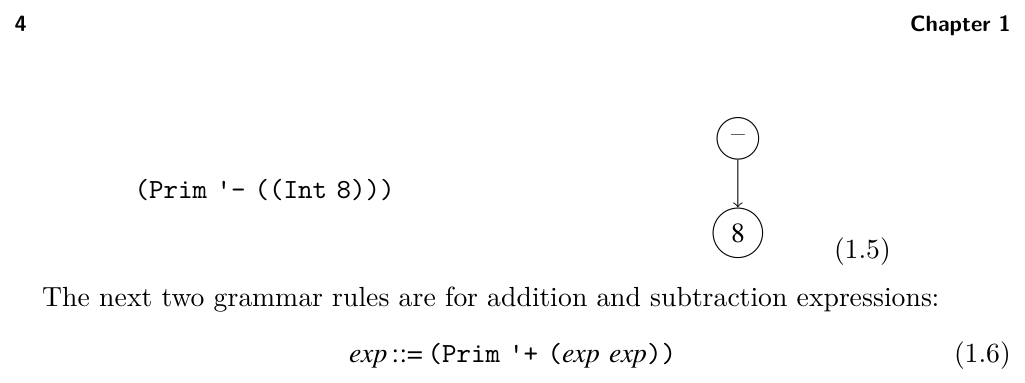 4 Chapter 1
–
(Prim '- ((Int 8)))
8
(1.5)
The next two grammar rules are for addition and subtraction expressions:
exp ::= (Prim '+ (exp exp)) (1.6)